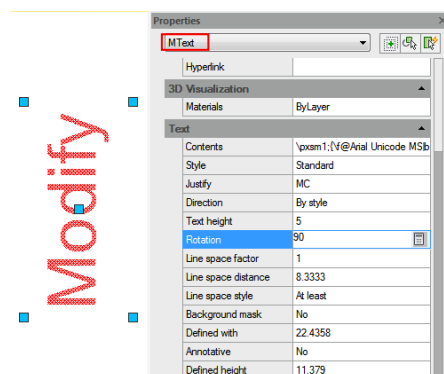 Modify
Properties
MText
Hyperlink
3D Visualization
Materials ByLayer
Text
Contents \pxsm1;{\f@Arial Unicode MS|b
Style Standard
Justify MC
Direction By style
Text height 5
Rotation 90
Line space factor 1
Line space distance 8.3333
Line space style At least
Background mask No
Defined with 22.4358
Annotative No
Defined height 11.379